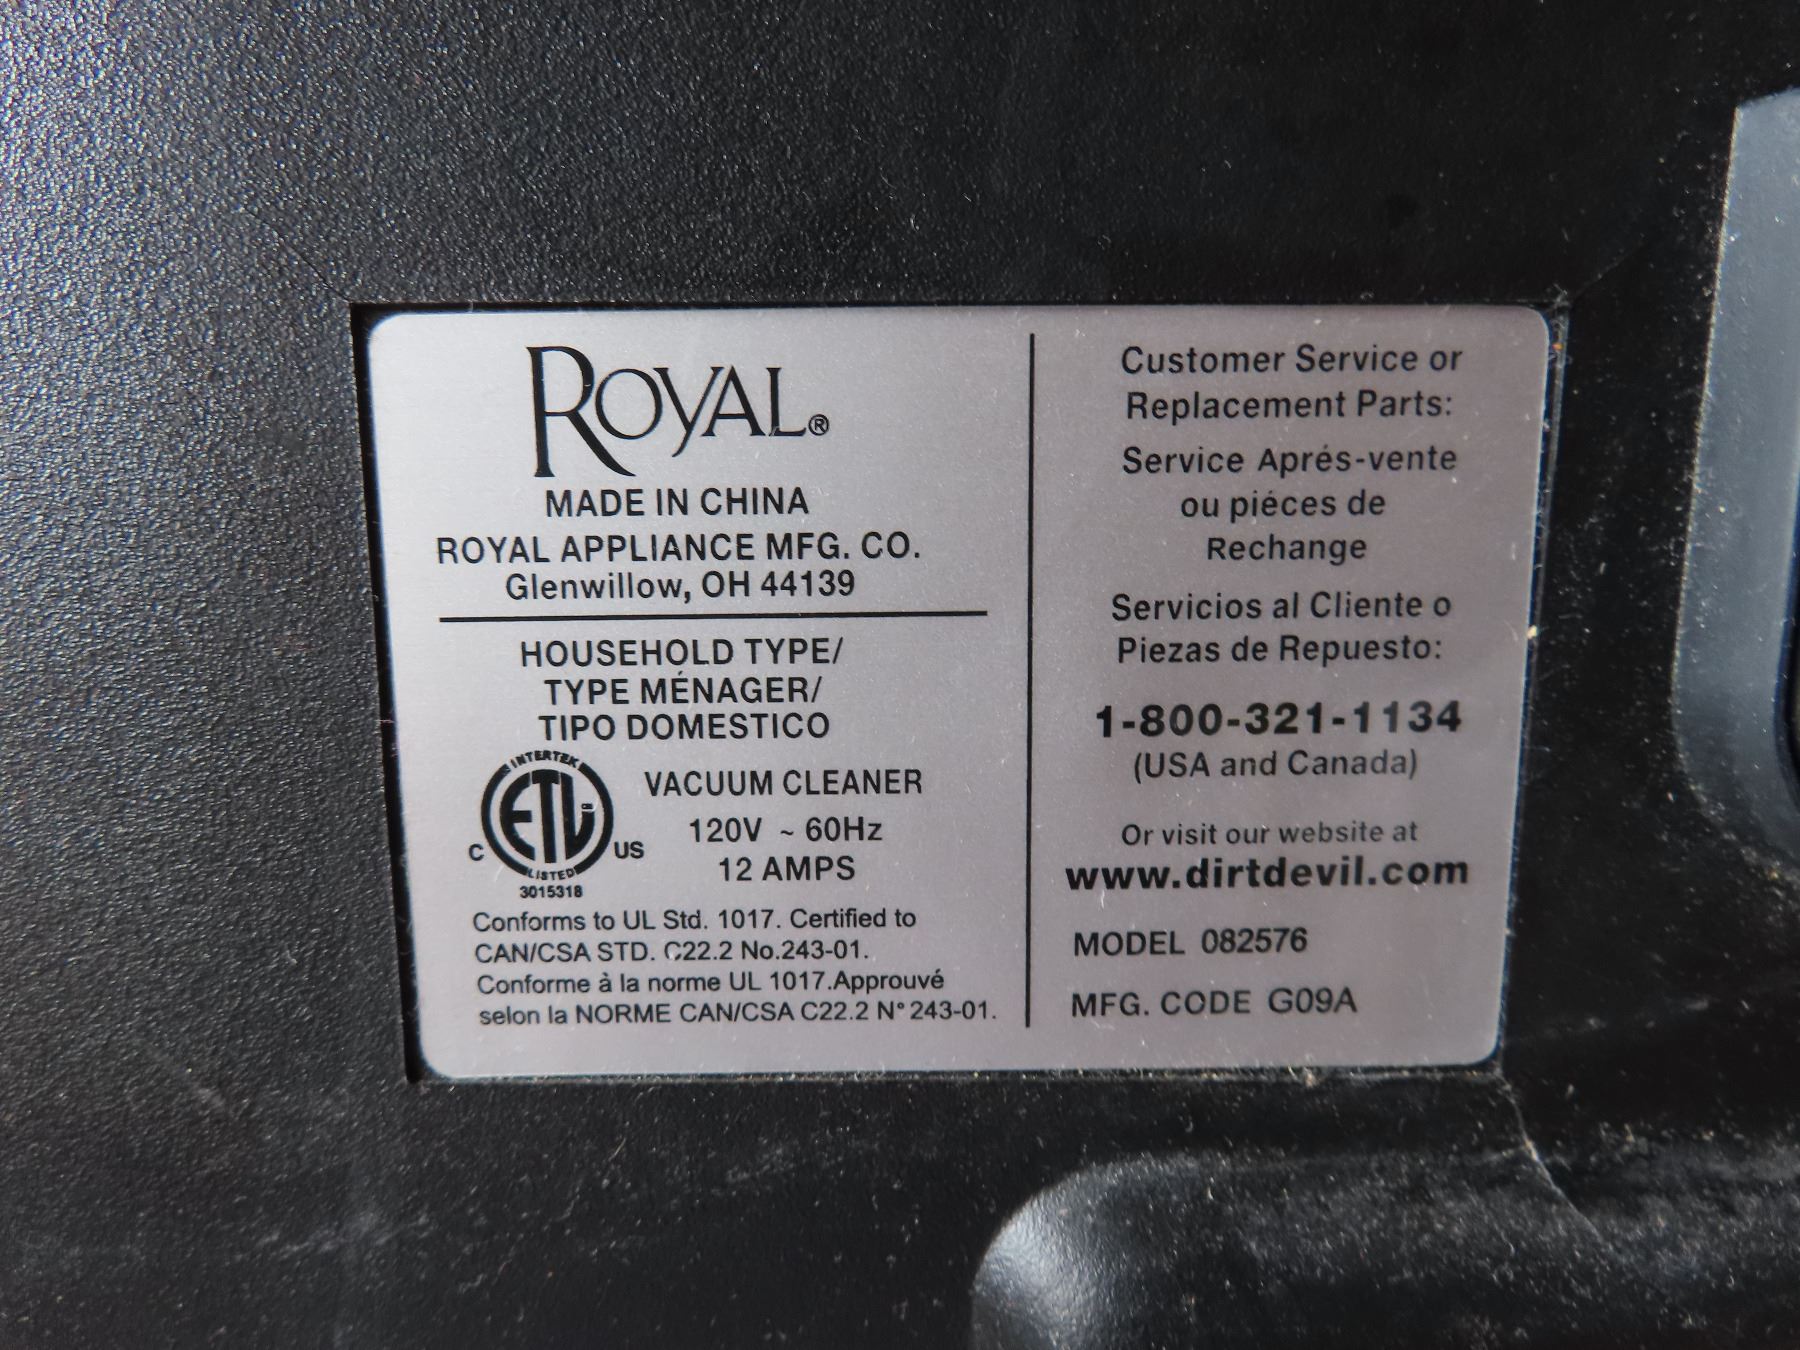 ROYAL®
MADE IN CHINA
ROYAL APPLIANCE MFG. CO.
Glenwillow, OH 44139
HOUSEHOLD TYPE/
TYPE MÉNAGER/
TIPO DOMESTICO
INTERTEK
ETL
CM
LISTED
C
US
3015318
VACUUM CLEANER
120V ~ 60Hz
12 AMPS
Conforms to UL Std. 1017. Certified to
CAN/CSA STD. C22.2 No.243-01.
Conforme à la norme UL 1017.Approuvé
selon la NORME CAN/CSA C22.2 N° 243-01.
Customer Service or
Replacement Parts:
Service Aprés-vente
ou piéces de
Rechange
Servicios al Cliente o
Piezas de Repuesto:
1-800-321-1134
(USA and Canada)
Or visit our website at
www.dirtdevil.com
MODEL 082576
MFG. CODE G09A